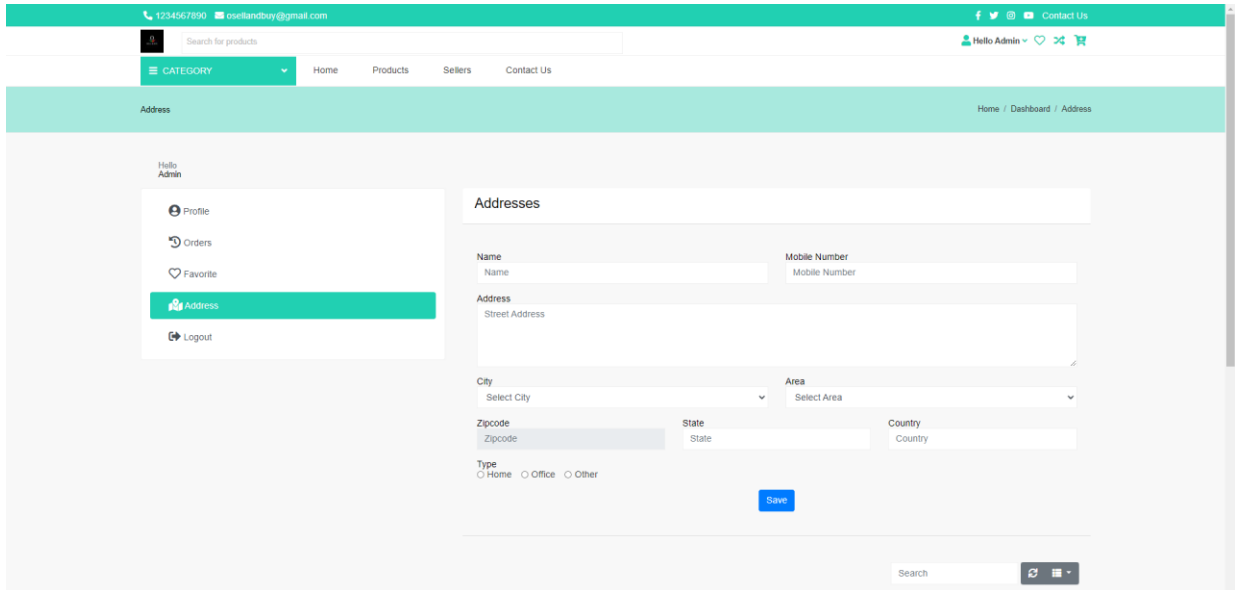 1234567890 osellandbuy@gmail.com Contact Us
Search for products Hello Admin
CATEGORY Home Products Sellers Contact Us
Address Home / Dashboard / Address
Hello
Admin
Profile
Orders
Favorite
Address
Logout
Addresses
Name Mobile Number
Name Mobile Number
Address
Street Address
City Area
Select City Select Area
Zipcode State Country
Zipcode State Country
Type
Home Office Other
Save
Search